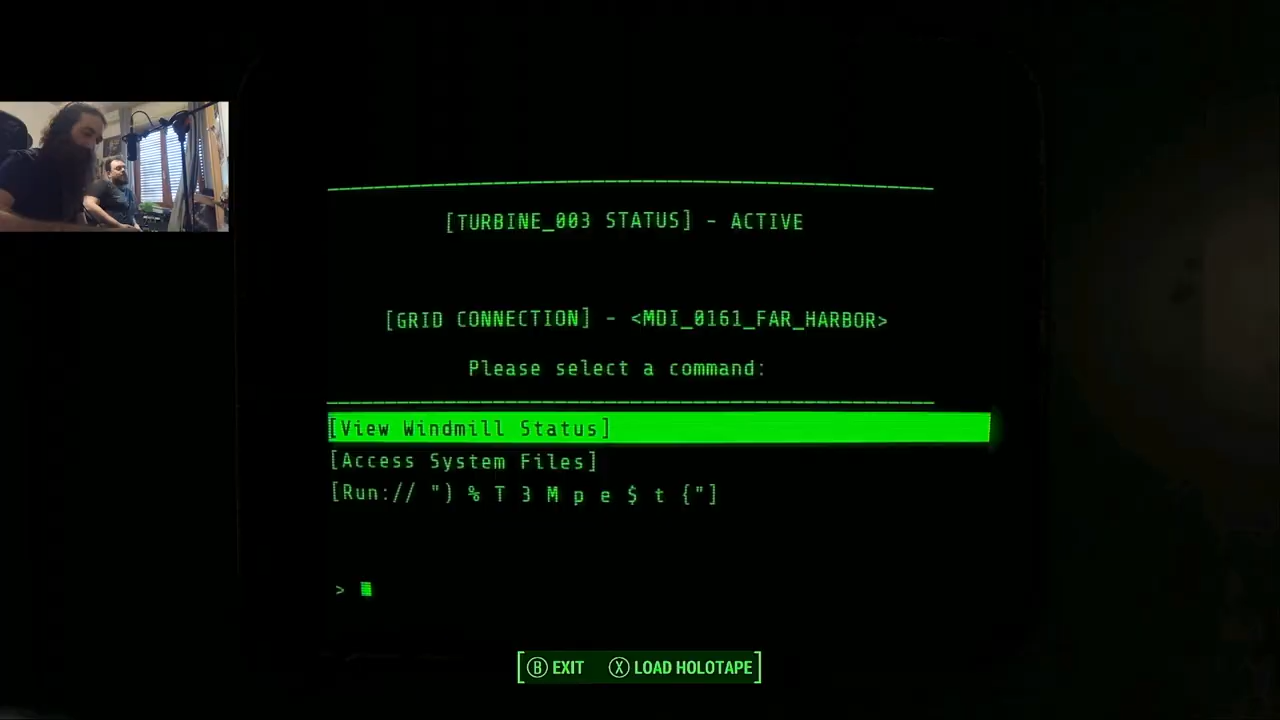 [TURBINE_003 STATUS] - ACTIVE
[GRID CONNECTION] - <MDI_0161_FAR_HARBOR>
Please select a command:
[View Windmill Status]
[Access System Files]
[Run:// ") % T 3 M p e $ t {"]
>
[Ⓑ EXIT Ⓧ LOAD HOLOTAPE]